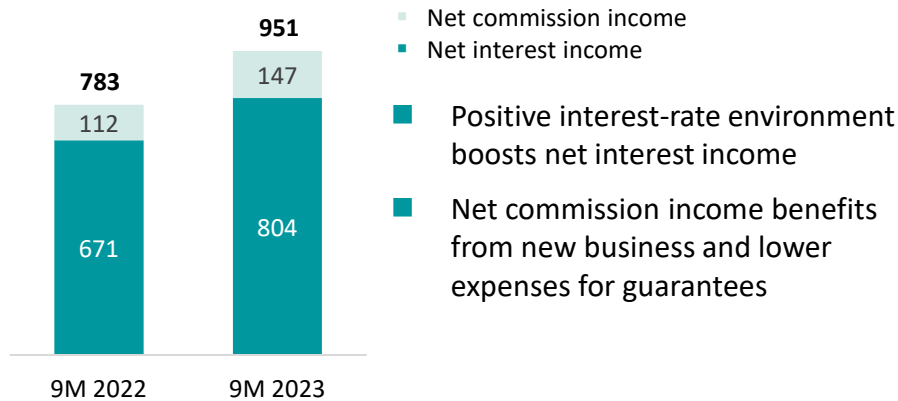 783
112
671
9M 2022
951
147
804
9M 2023
Net commission income
Net interest income
Positive interest-rate environment
boosts net interest income
Net commission income benefits
from new business and lower
expenses for guarantees